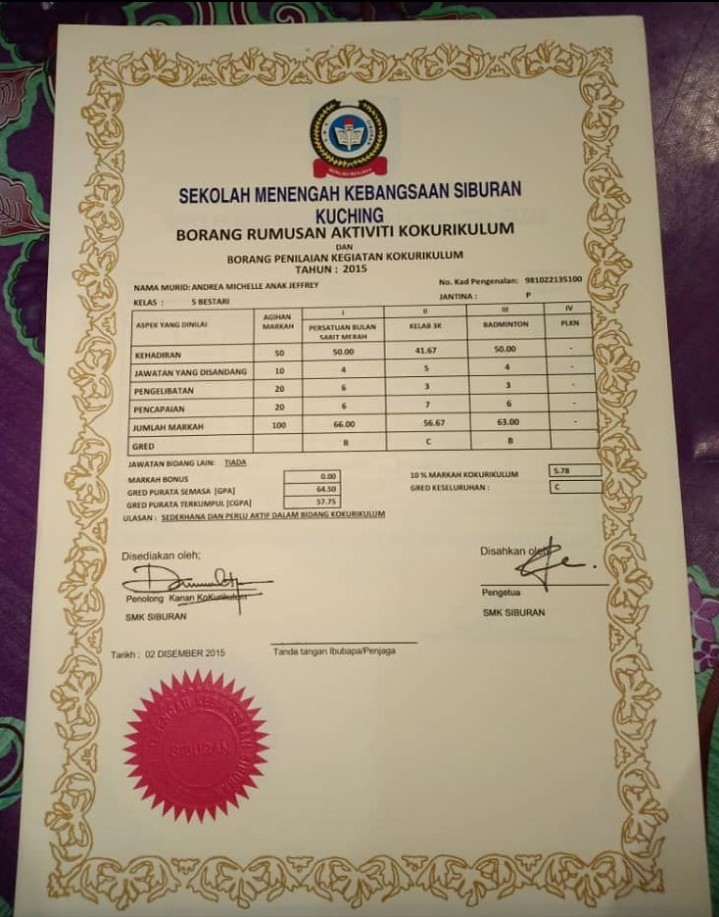 SEKOLAH MENENGAH KEBANGSAAN SIBURAN
KUCHING
BORANG RUMUSAN AKTIVITI KOKURIKULUM
DAN
BORANG PENILAIAN KEGIATAN KOKURIKULUM
TAHUN : 2015
NAMA MURID: ANDREA MICHELLE ANAK JEFFREY No. Kad Pengenalan: 981022135100
KELAS : 5 BESTARI JANTINA : P
ASPEK YANG DINILAI AGIHAN MARKAH I PERSATUAN BULAN SABIT MERAH II KELAB 3K III BADMINTON IV PLKN
KEHADIRAN 50 50.00 41.67 50.00 -
JAWATAN YANG DISANDANG 10 4 5 4 -
PENGELIBATAN 20 6 3 3 -
PENCAPAIAN 20 6 7 6 -
JUMLAH MARKAH 100 66.00 56.67 63.00 -
GRED B C B
JAWATAN BIDANG LAIN: TIADA
MARKAH BONUS 0.00 10 % MARKAH KOKURIKULUM 5.78
GRED PURATA SEMASA [GPA] 64.50 GRED KESELURUHAN : C
GRED PURATA TERKUMPUL [CGPA] 57.75
ULASAN : SEDERHANA DAN PERLU AKTIF DALAM BIDANG KOKURIKULUM
Disediakan oleh; Disahkan oleh
Penolong Kanan KoKurikulum Pengetua
SMK SIBURAN SMK SIBURAN
Tarikh : 02 DISEMBER 2015 Tanda tangan Ibubapa/Penjaga
SIBURAN